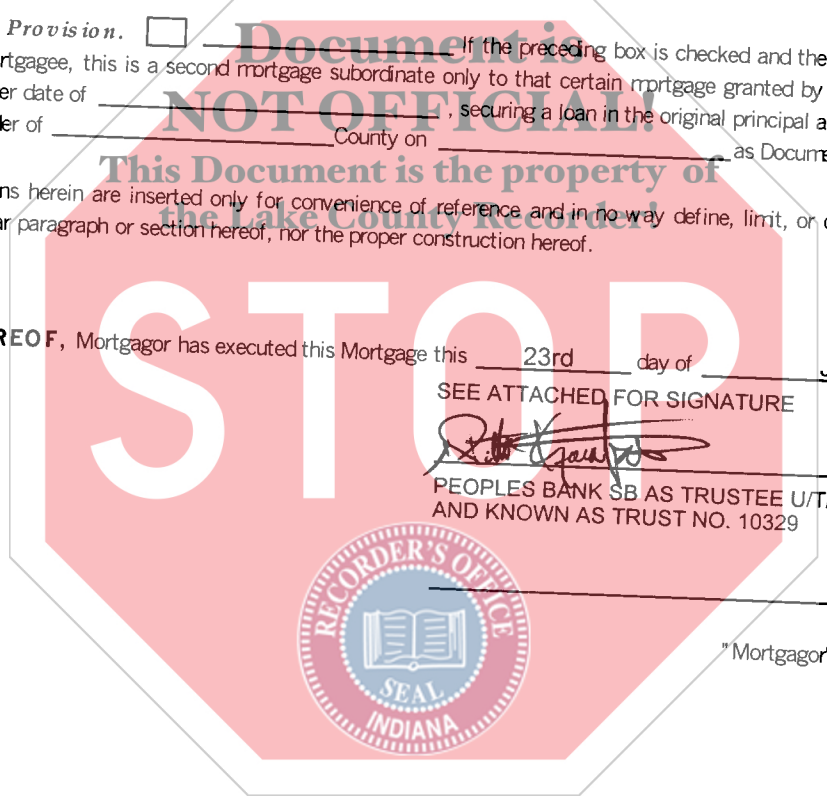 Document is
Provision. If the preceding box is checked and the
rtgagee, this is a second mortgage subordinate only to that certain mortgage granted by
NOT OFFICIAL!
er date of , securing a loan in the original principal a
er of County on as Docume
This Document is the property of
ns herein are inserted only for convenience of reference and in no way define, limit, or
the Lake County Recorder!
ar paragraph or section hereof, nor the proper construction hereof.
STOP
REOF, Mortgagor has executed this Mortgage this 23rd day of
SEE ATTACHED FOR SIGNATURE
PEOPLES BANK SB AS TRUSTEE U/T
AND KNOWN AS TRUST NO. 10329
RECORDER'S OFFICE
"Mortgagor"
SEAL
INDIANA